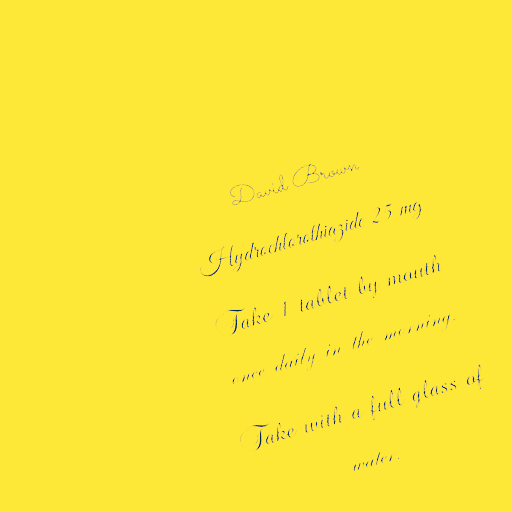 David Brown
Hydrochlorothiazide 25 mg
Take 1 tablet by mouth
once daily in the morning.
Take with a full glass of
water.